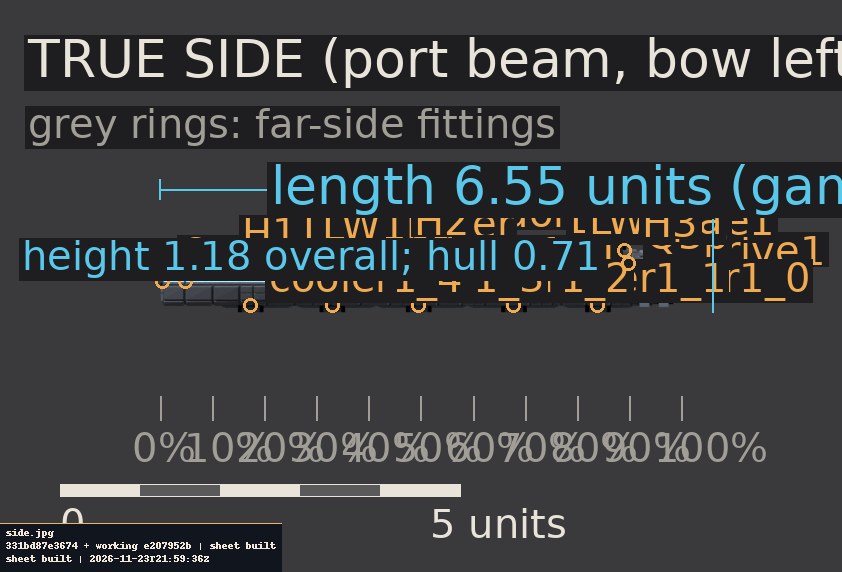 TRUE SIDE (port beam, bow left
grey rings: far-side fittings
length 6.55 units (gan
height 1.18 overall; hull 0.71
0% 10% 20% 30% 40% 50% 60% 70% 80% 90% 100%
0
5 units
side.jpg
331bd87e3674 + working e207952b | sheet built
sheet built | 2026-11-23r21:59:36z